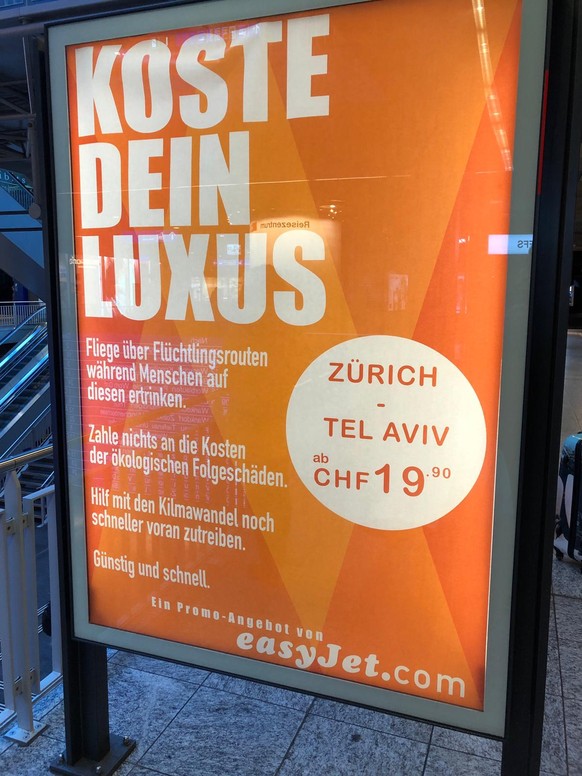 KOSTE
DEIN
LUXUS
Reisezentrum
Fliege über Flüchtlingsrouten
während Menschen auf
diesen ertrinken.
Zahle nichts an die Kosten
der ökologischen Folgeschäden.
Hilf mit den Kilmawandel noch
schneller voran zutreiben.
Günstig und schnell.
ZÜRICH
-
TEL AVIV
ab
CHF 19.90
Ein Promo-Angebot von
easyJet.com